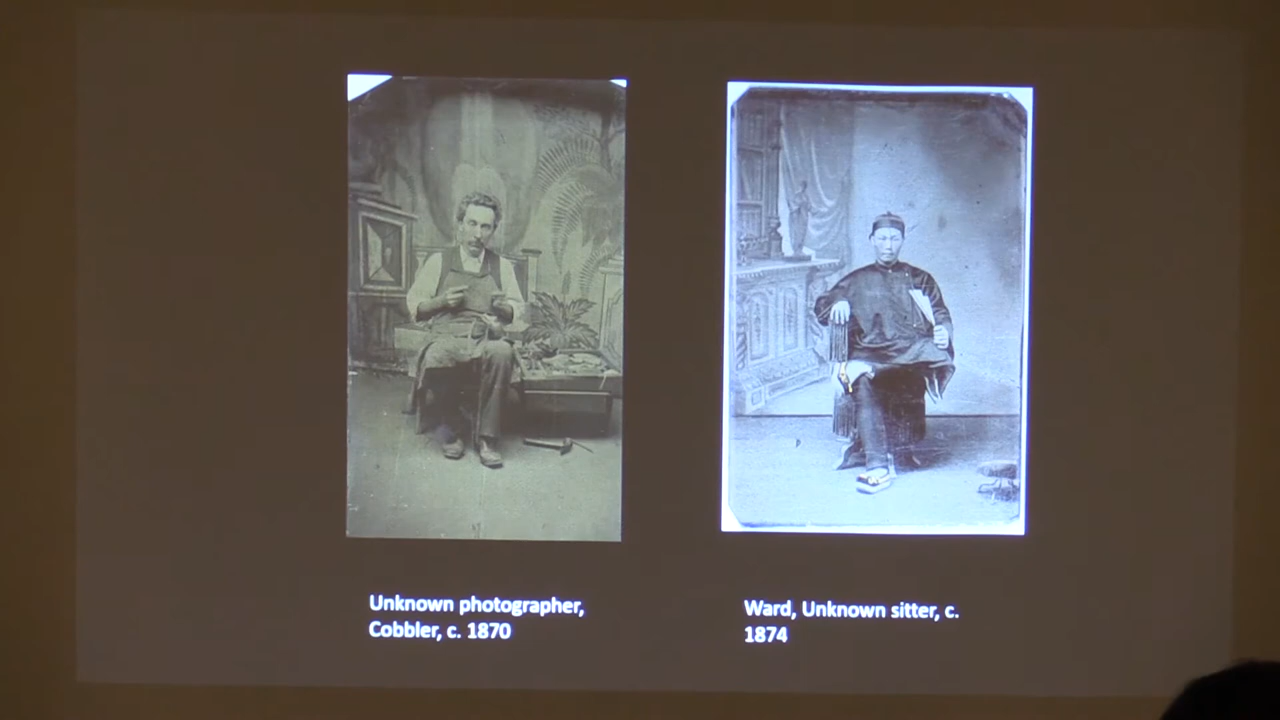 Unknown photographer,
Cobbler, c. 1870
Ward, Unknown sitter, c.
1874